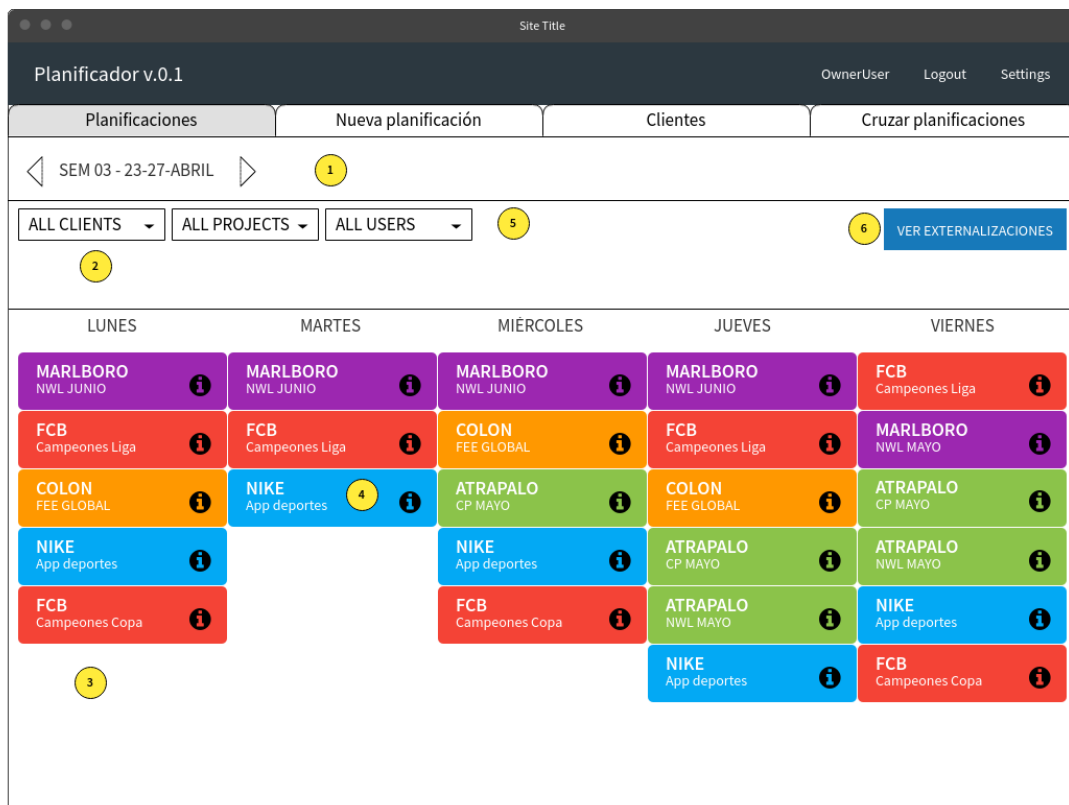 Site Title
Planificador v.0.1
OwnerUser Logout Settings
Planificaciones Nueva planificación Clientes Cruzar planificaciones
SEM 03 - 23-27-ABRIL 1
ALL CLIENTS ALL PROJECTS ALL USERS 5 6 VER EXTERNALIZACIONES
2
LUNES MARTES MIÉRCOLES JUEVES VIERNES
MARLBORO MARLBORO MARLBORO MARLBORO FCB
NWL JUNIO NWL JUNIO NWL JUNIO NWL JUNIO Campeones Liga
FCB FCB COLON FCB MARLBORO
Campeones Liga Campeones Liga FEE GLOBAL Campeones Liga NWL MAYO
COLON NIKE 4 ATRAPALO COLON ATRAPALO
FEE GLOBAL App deportes CP MAYO FEE GLOBAL CP MAYO
NIKE NIKE ATRAPALO ATRAPALO
App deportes App deportes CP MAYO NWL MAYO
FCB FCB ATRAPALO NIKE
Campeones Copa Campeones Copa NWL MAYO App deportes
3 NIKE FCB
App deportes Campeones Copa